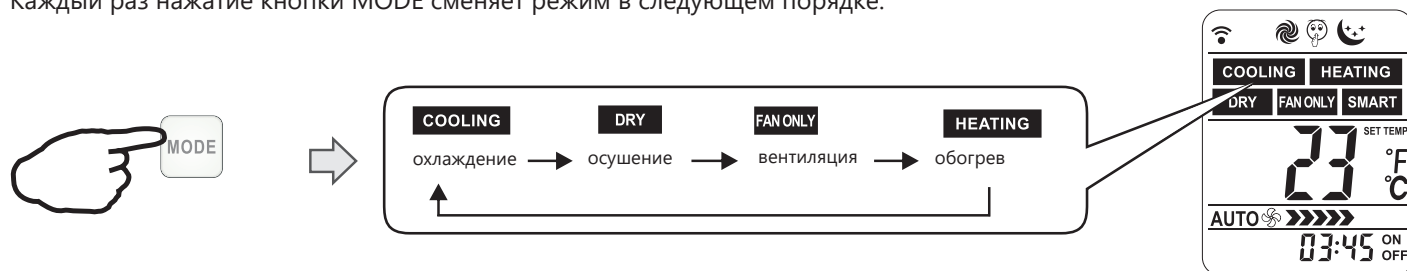 Каждый раз нажатие кнопки MODE сменяет режим в следующем порядке.
MODE
COOLING DRY FAN ONLY HEATING
охлаждение осушение вентиляция обогрев
COOLING HEATING
DRY FAN ONLY SMART
23 SET TEMP
°F
°C
AUTO
03:45 ON
OFF